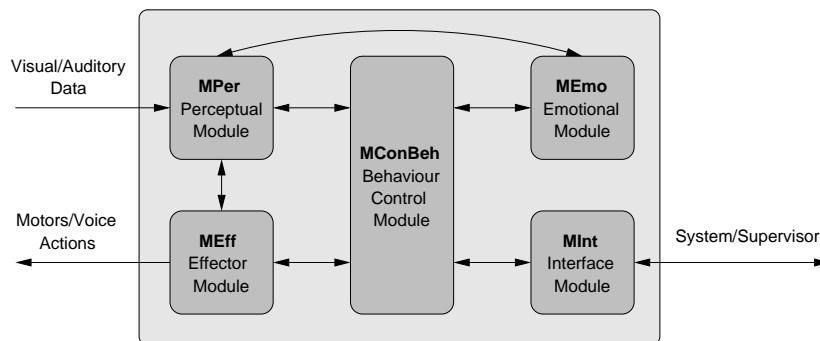 Visual/Auditory
Data
MPer
Perceptual
Module
MConBeh
Behaviour
Control
Module
MEmo
Emotional
Module
Motors/Voice
Actions
MEff
Effector
Module
MInt
Interface
Module
System/Supervisor